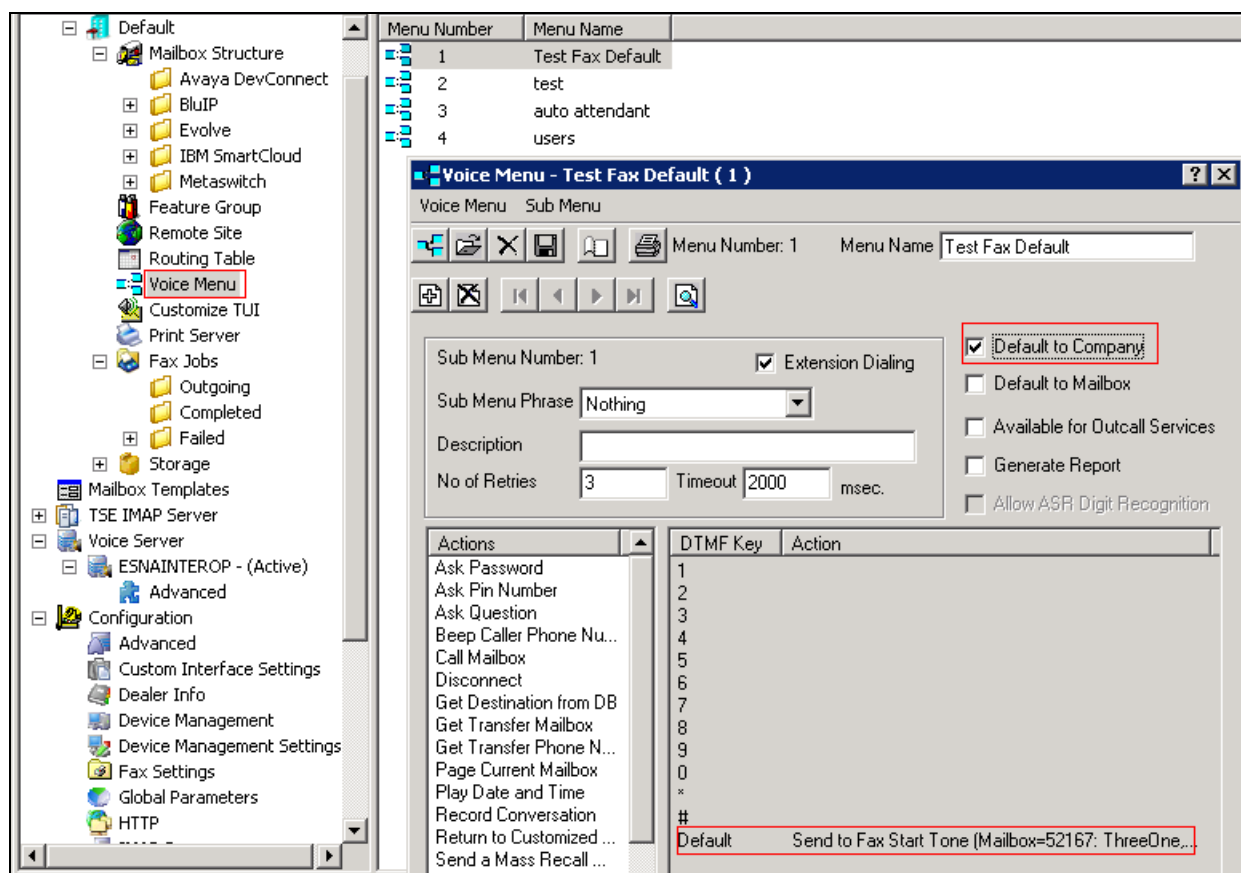 Default
Mailbox Structure
Avaya DevConnect
BluIP
Evolve
IBM SmartCloud
Metaswitch
Feature Group
Remote Site
Routing Table
Voice Menu
Customize TUI
Print Server
Fax Jobs
Outgoing
Completed
Failed
Storage
Mailbox Templates
TSE IMAP Server
Voice Server
ESNAINTEROP - (Active)
Advanced
Configuration
Advanced
Custom Interface Settings
Dealer Info
Device Management
Device Management Settings
Fax Settings
Global Parameters
HTTP
Menu Number Menu Name
1 Test Fax Default
2 test
3 auto attendant
4 users
Voice Menu - Test Fax Default ( 1 )
Voice Menu Sub Menu
Menu Number: 1 Menu Name Test Fax Default
Sub Menu Number: 1 Extension Dialing
Sub Menu Phrase Nothing
Description
No of Retries 3 Timeout 2000 msec.
Default to Company
Default to Mailbox
Available for Outcall Services
Generate Report
Allow ASR Digit Recognition
Actions
Ask Password
Ask Pin Number
Ask Question
Beep Caller Phone Nu...
Call Mailbox
Disconnect
Get Destination from DB
Get Transfer Mailbox
Get Transfer Phone N...
Page Current Mailbox
Play Date and Time
Record Conversation
Return to Customized ...
Send a Mass Recall ...
DTMF Key Action
1
2
3
4
5
6
7
8
9
0
*
#
Default Send to Fax Start Tone (Mailbox=52167: ThreeOne,...